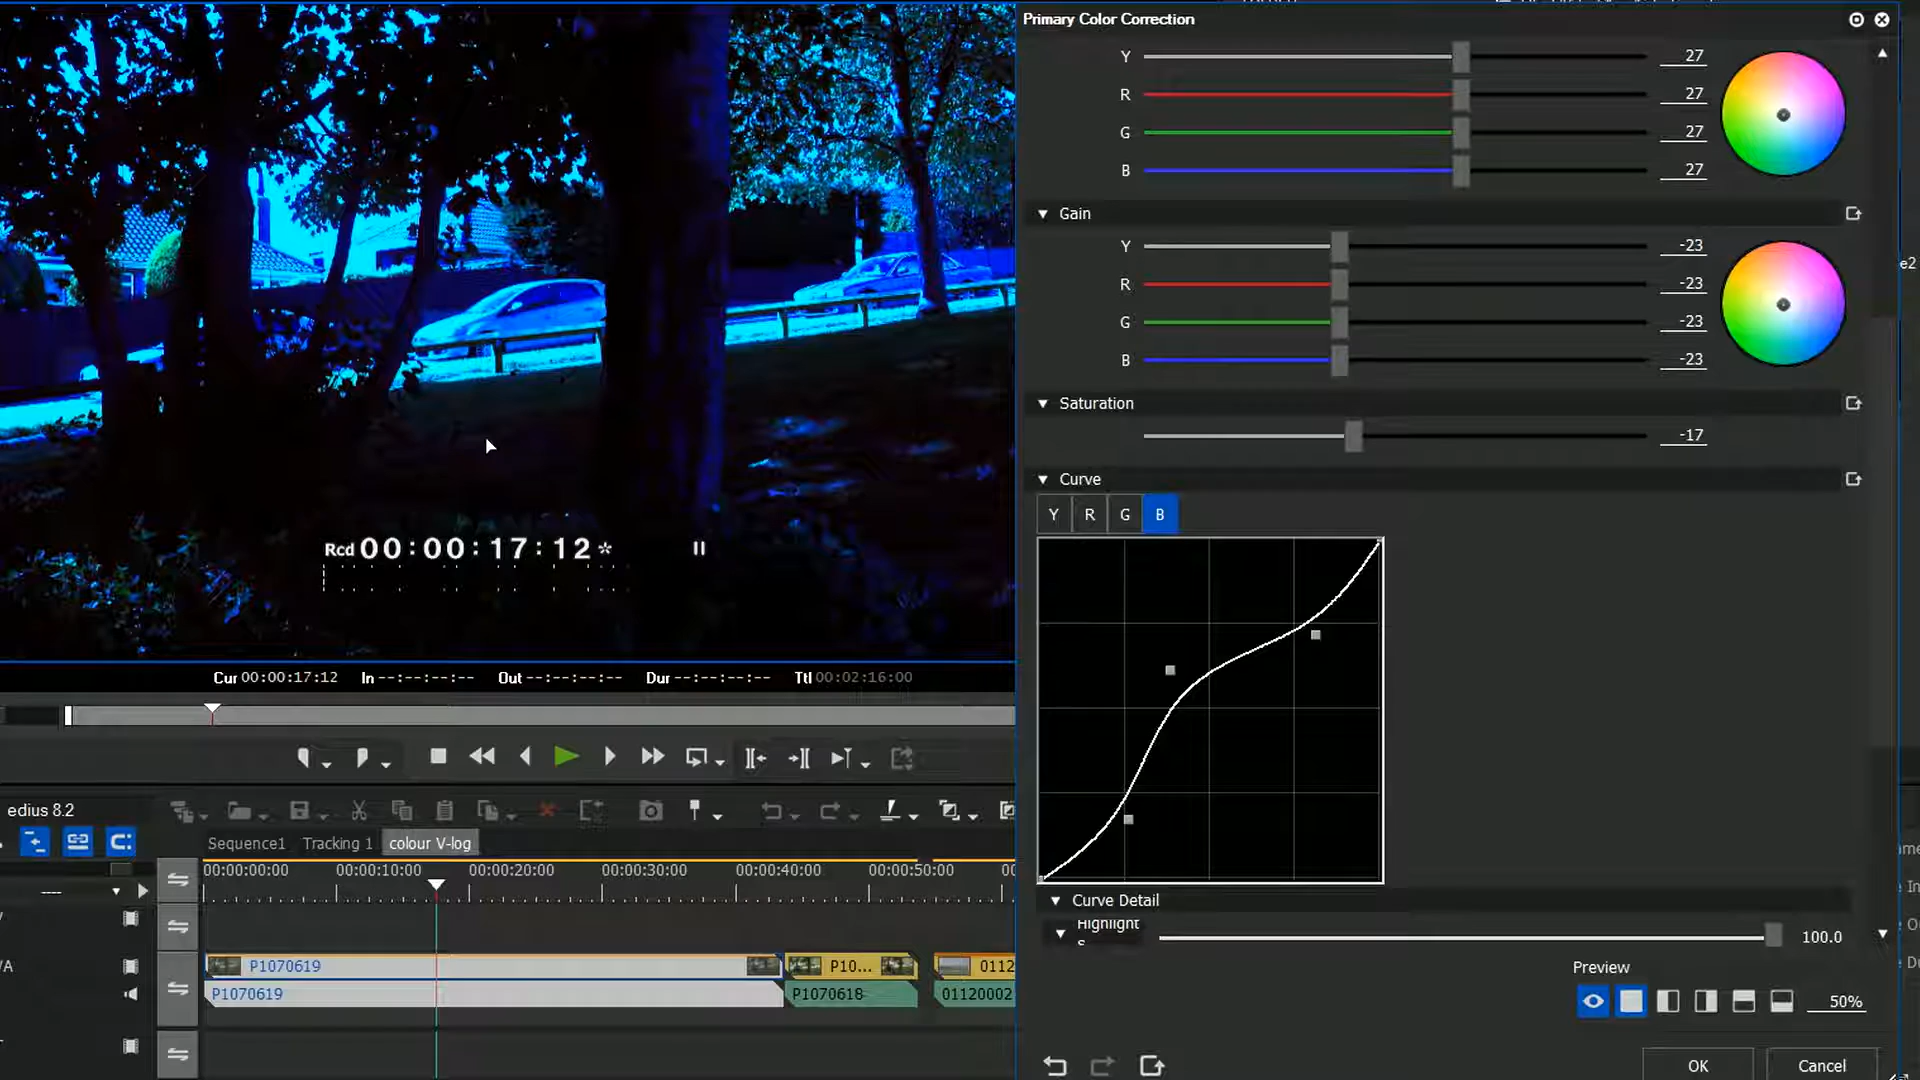 Primary Color Correction
Y 27
R 27
G 27
B 27
Gain
Y -23
R -23
G -23
B -23
Saturation
-17
Curve
Y R G B
Curve Detail
Highlight
100.0
Preview
50%
OK Cancel
Rcd 00:00:17:12 *
Cur 00:00:17:12 In --:--:--:-- Out --:--:--:-- Dur --:--:--:-- Ttl 00:02:16:00
edius 8.2
Sequence1 Tracking 1 colour V-log
00:00:00:00 00:00:10:00 00:00:20:00 00:00:30:00 00:00:40:00 00:00:50:00
P1070619 P10... 0112
P1070619 P1070618 01120002